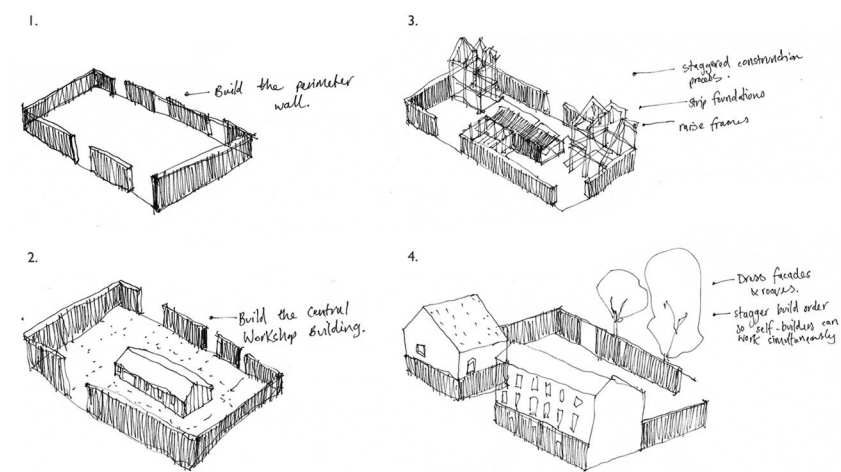 1.
Build the perimeter
wall.
2.
Build the central
Workshop Building.
3.
staggered construction
process.
strip foundations
raise frames
4.
Dress facades
& rooves.
stagger build order
so self-builders can
work simultaneously